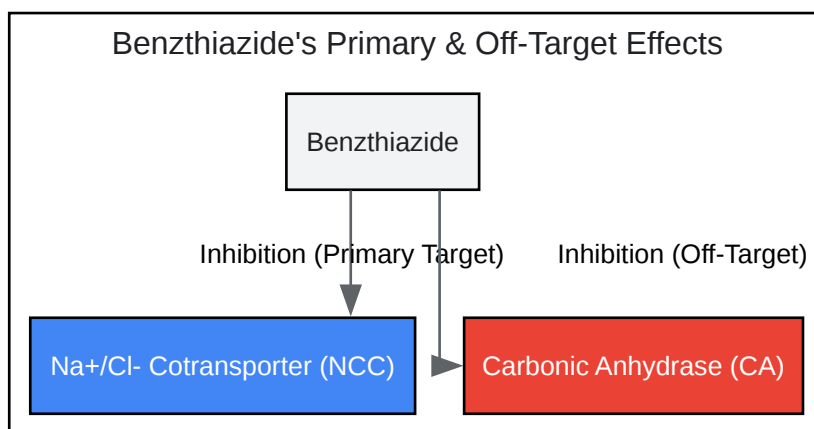 Benzthiazide's Primary & Off-Target Effects
Benzthiazide
Inhibition (Primary Target)
Inhibition (Off-Target)
Na+/Cl- Cotransporter (NCC)
Carbonic Anhydrase (CA)